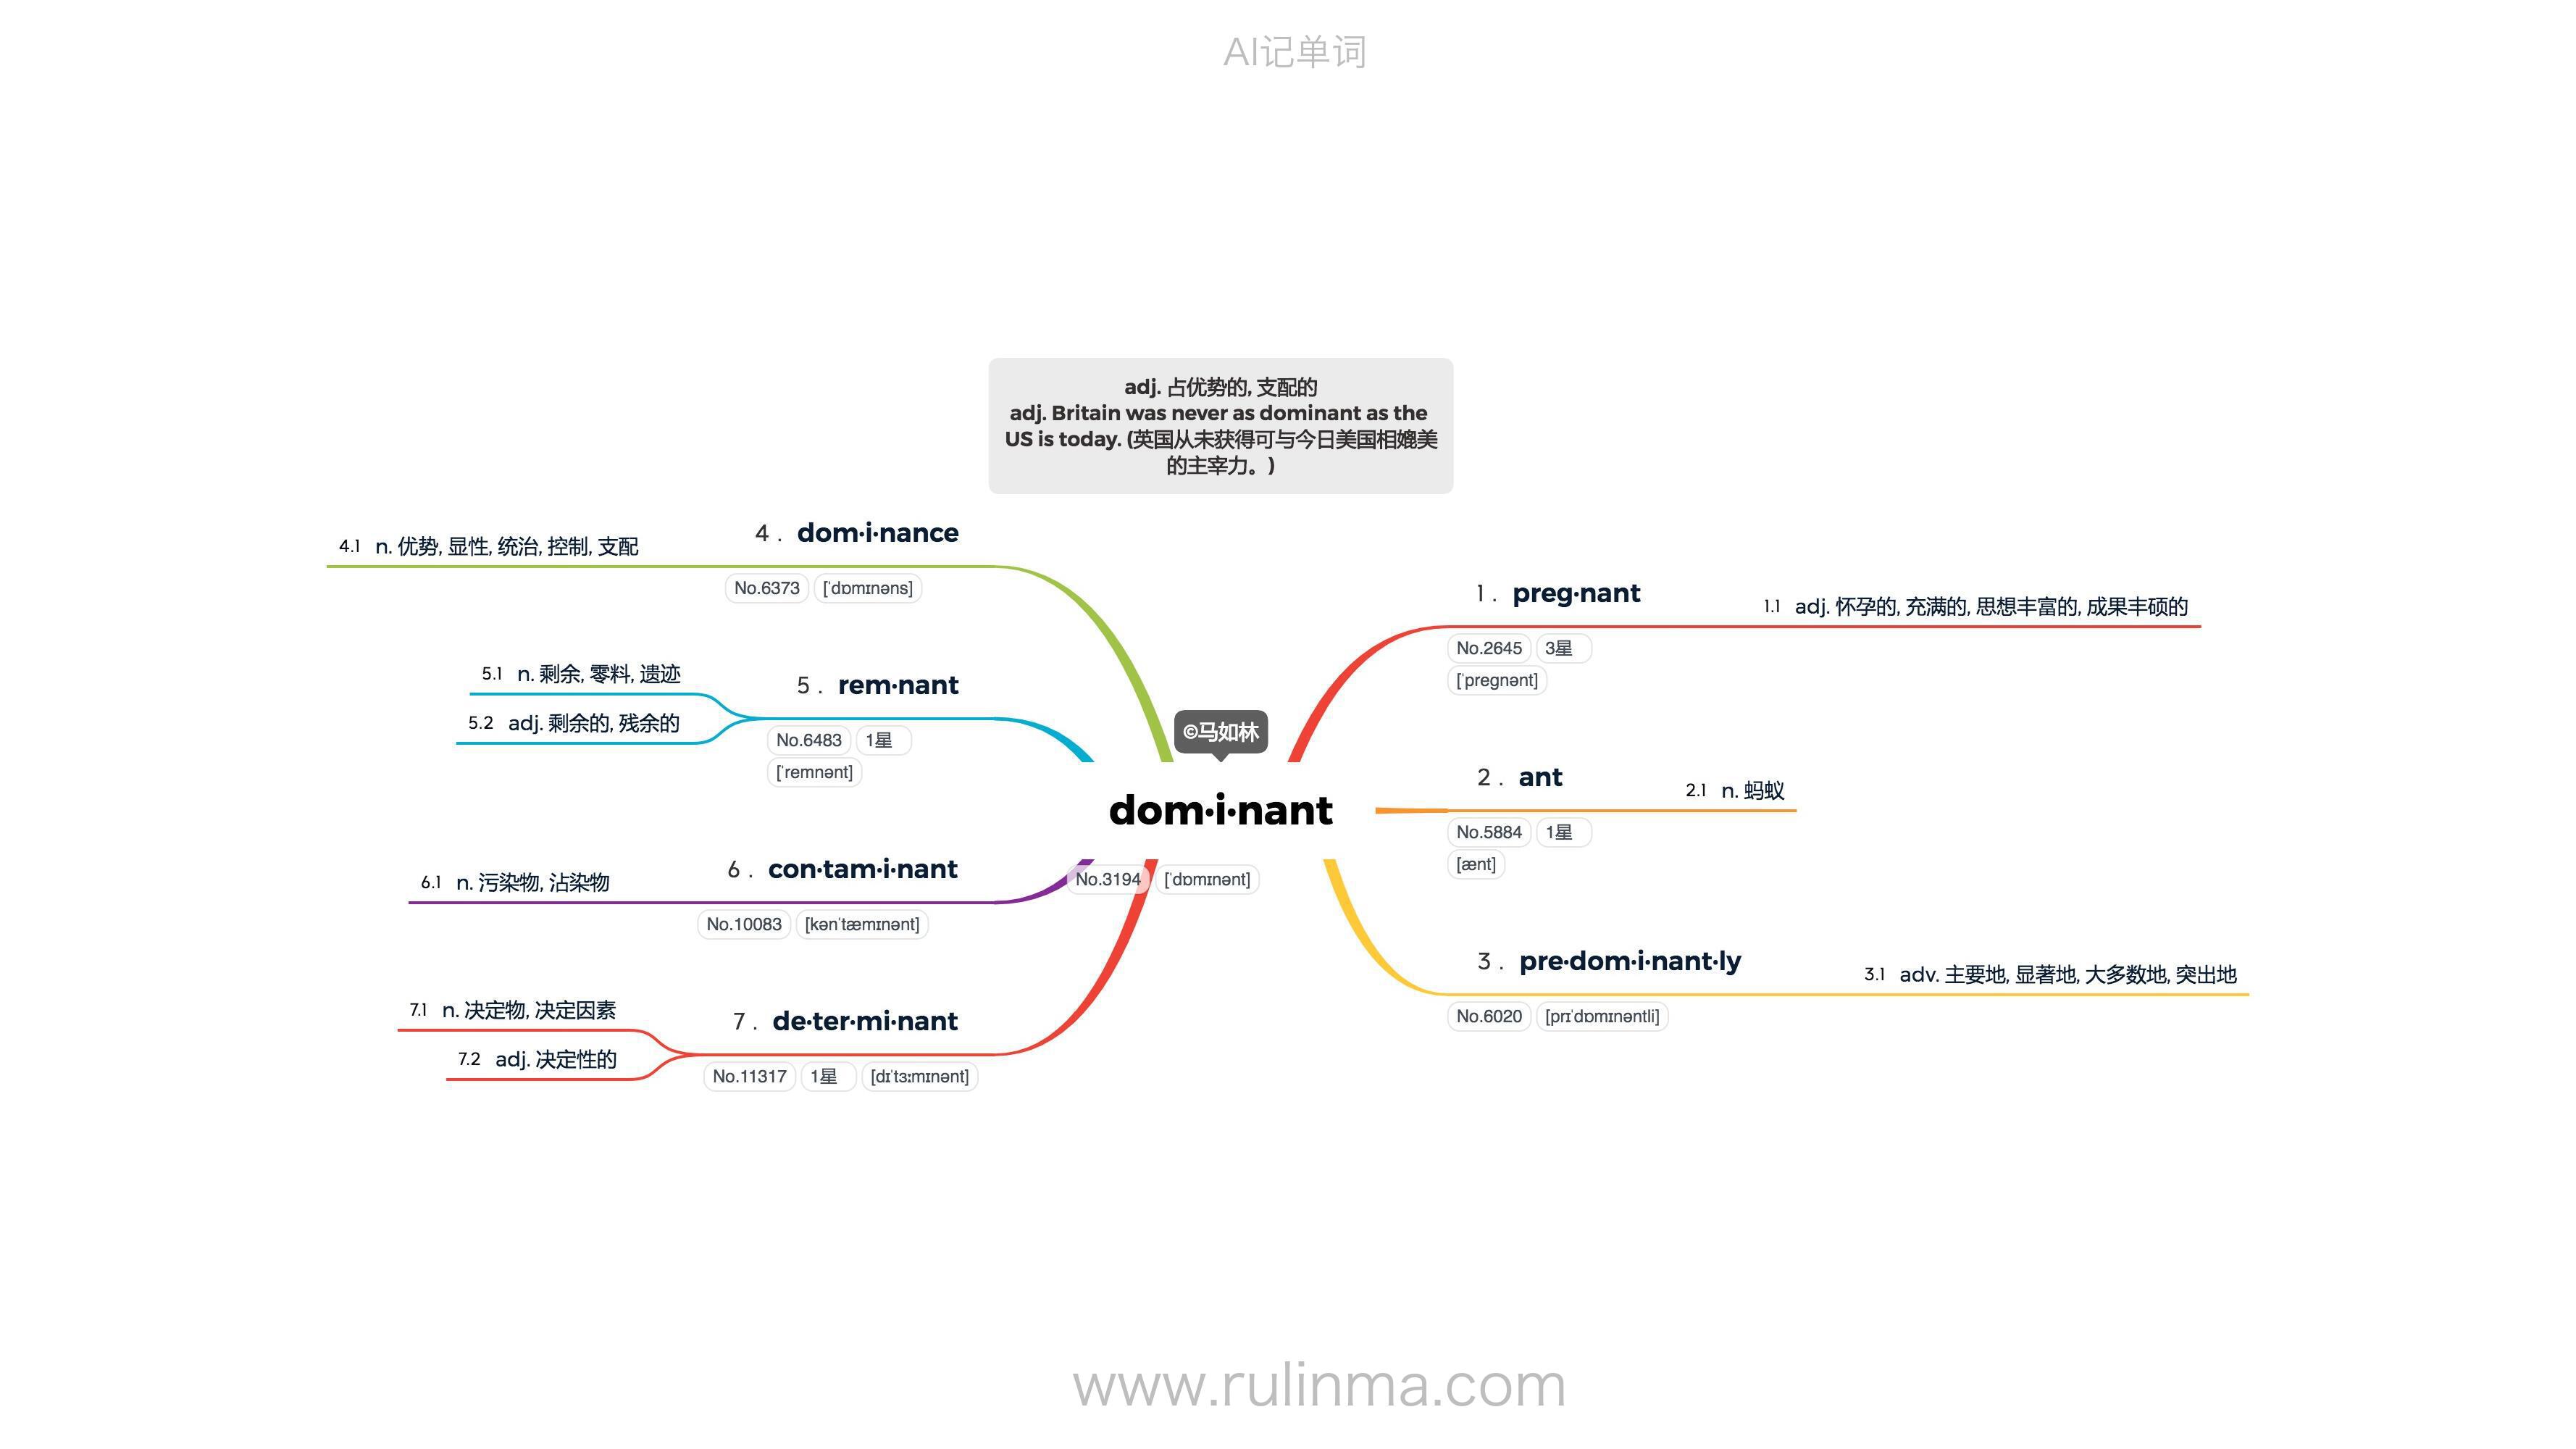 AI记单词
adj. 占优势的, 支配的
adj. Britain was never as dominant as the
US is today. (英国从未获得可与今日美国相媲美
的主宰力。)
©马如林
dom·i·nant
No.3194 [ˈdɒmɪnənt]
1 . preg·nant
No.2645 3星
[ˈpregnənt]
1.1 adj. 怀孕的, 充满的, 思想丰富的, 成果丰硕的
2 . ant
No.5884 1星
[ænt]
2.1 n. 蚂蚁
3 . pre·dom·i·nant·ly
No.6020 [prɪˈdɒmɪnəntli]
3.1 adv. 主要地, 显著地, 大多数地, 突出地
4 . dom·i·nance
No.6373 [ˈdɒmɪnəns]
4.1 n. 优势, 显性, 统治, 控制, 支配
5 . rem·nant
No.6483 1星
[ˈremnənt]
5.1 n. 剩余, 零料, 遗迹
5.2 adj. 剩余的, 残余的
6 . con·tam·i·nant
No.10083 [kənˈtæmɪnənt]
6.1 n. 污染物, 沾染物
7 . de·ter·mi·nant
No.11317 1星 [dɪˈtɜːmɪnənt]
7.1 n. 决定物, 决定因素
7.2 adj. 决定性的
www.rulinma.com